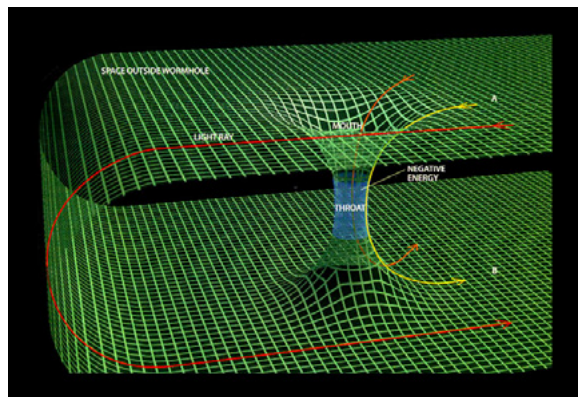 SPACE OUTSIDE WORMHOLE
A
MOUTH
LIGHT RAY
NEGATIVE
ENERGY
THROAT
B